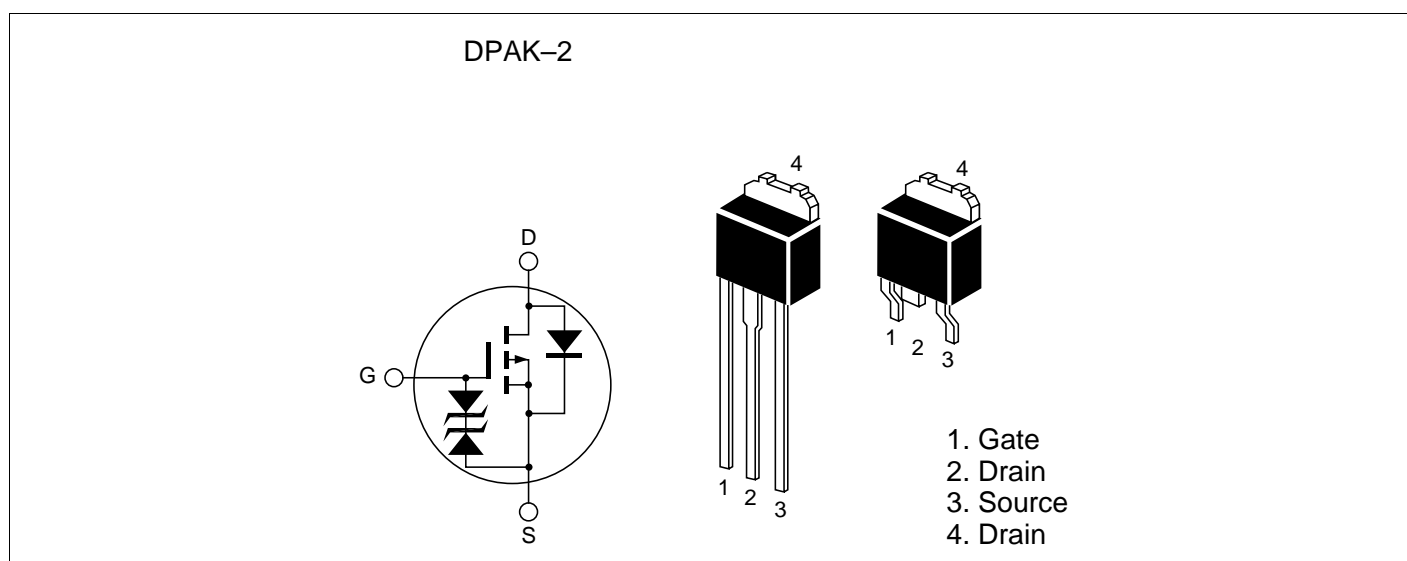 DPAK–2
4
4
D
G
S
1
2
3
1
2
3
1. Gate
2. Drain
3. Source
4. Drain